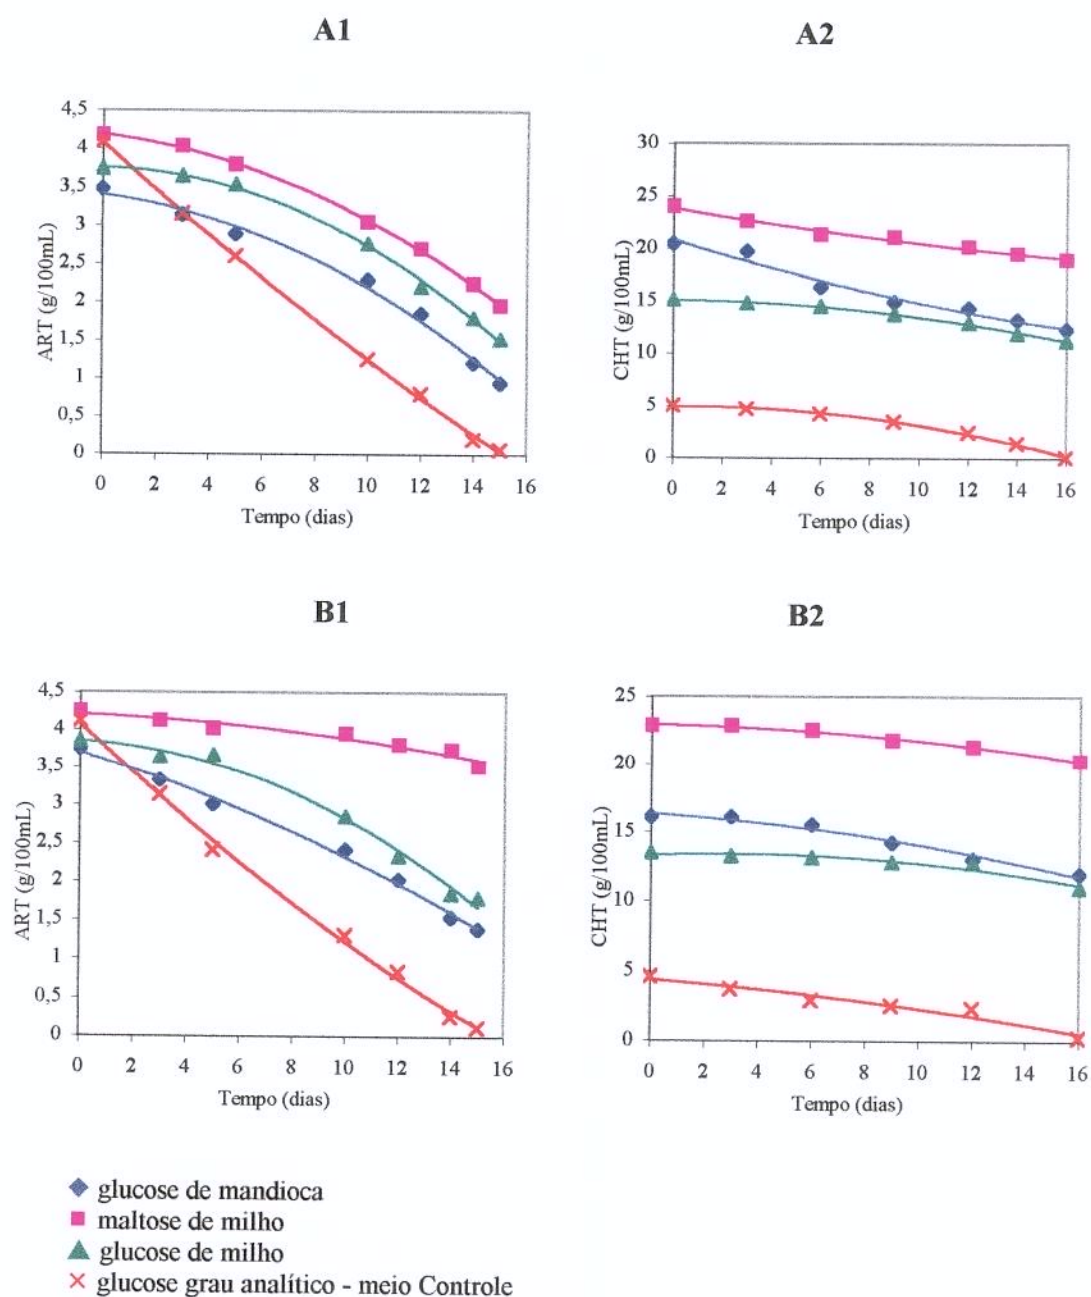 A1
A2
4,5
4
3,5
3
2,5
2
1,5
1
0,5
0
ART (g/100mL)
0 2 4 6 8 10 12 14 16
Tempo (dias)
30
25
20
15
10
5
0
CHT (g/100mL)
0 2 4 6 8 10 12 14 16
Tempo (dias)
B1
B2
4,5
4
3,5
3
2,5
2
1,5
1
0,5
0
ART (g/100mL)
0 2 4 6 8 10 12 14 16
Tempo (dias)
25
20
15
10
5
0
CHT (g/100mL)
0 2 4 6 8 10 12 14 16
Tempo (dias)
glucose de mandioca
maltose de milho
glucose de milho
glucose grau analítico - meio Controle